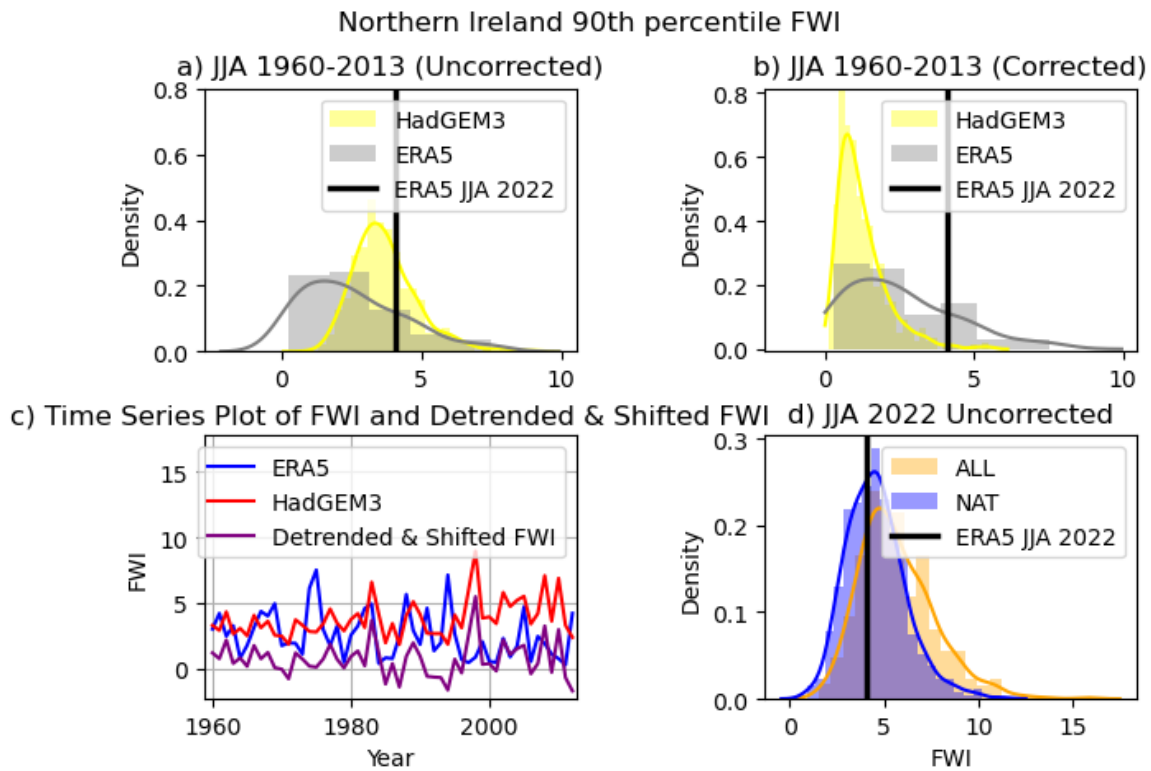 Northern Ireland 90th percentile FWI
a) JJA 1960-2013 (Uncorrected)
0.8
0.6
0.4
0.2
0.0
Density
HadGEM3
ERA5
ERA5 JJA 2022
0
5
10
b) JJA 1960-2013 (Corrected)
0.8
0.6
0.4
0.2
0.0
Density
HadGEM3
ERA5
ERA5 JJA 2022
0
5
10
c) Time Series Plot of FWI and Detrended & Shifted FWI
15
10
5
0
FWI
ERA5
HadGEM3
Detrended & Shifted FWI
1960
1980
2000
Year
d) JJA 2022 Uncorrected
0.3
0.2
0.1
0.0
Density
ALL
NAT
ERA5 JJA 2022
0
5
10
15
FWI